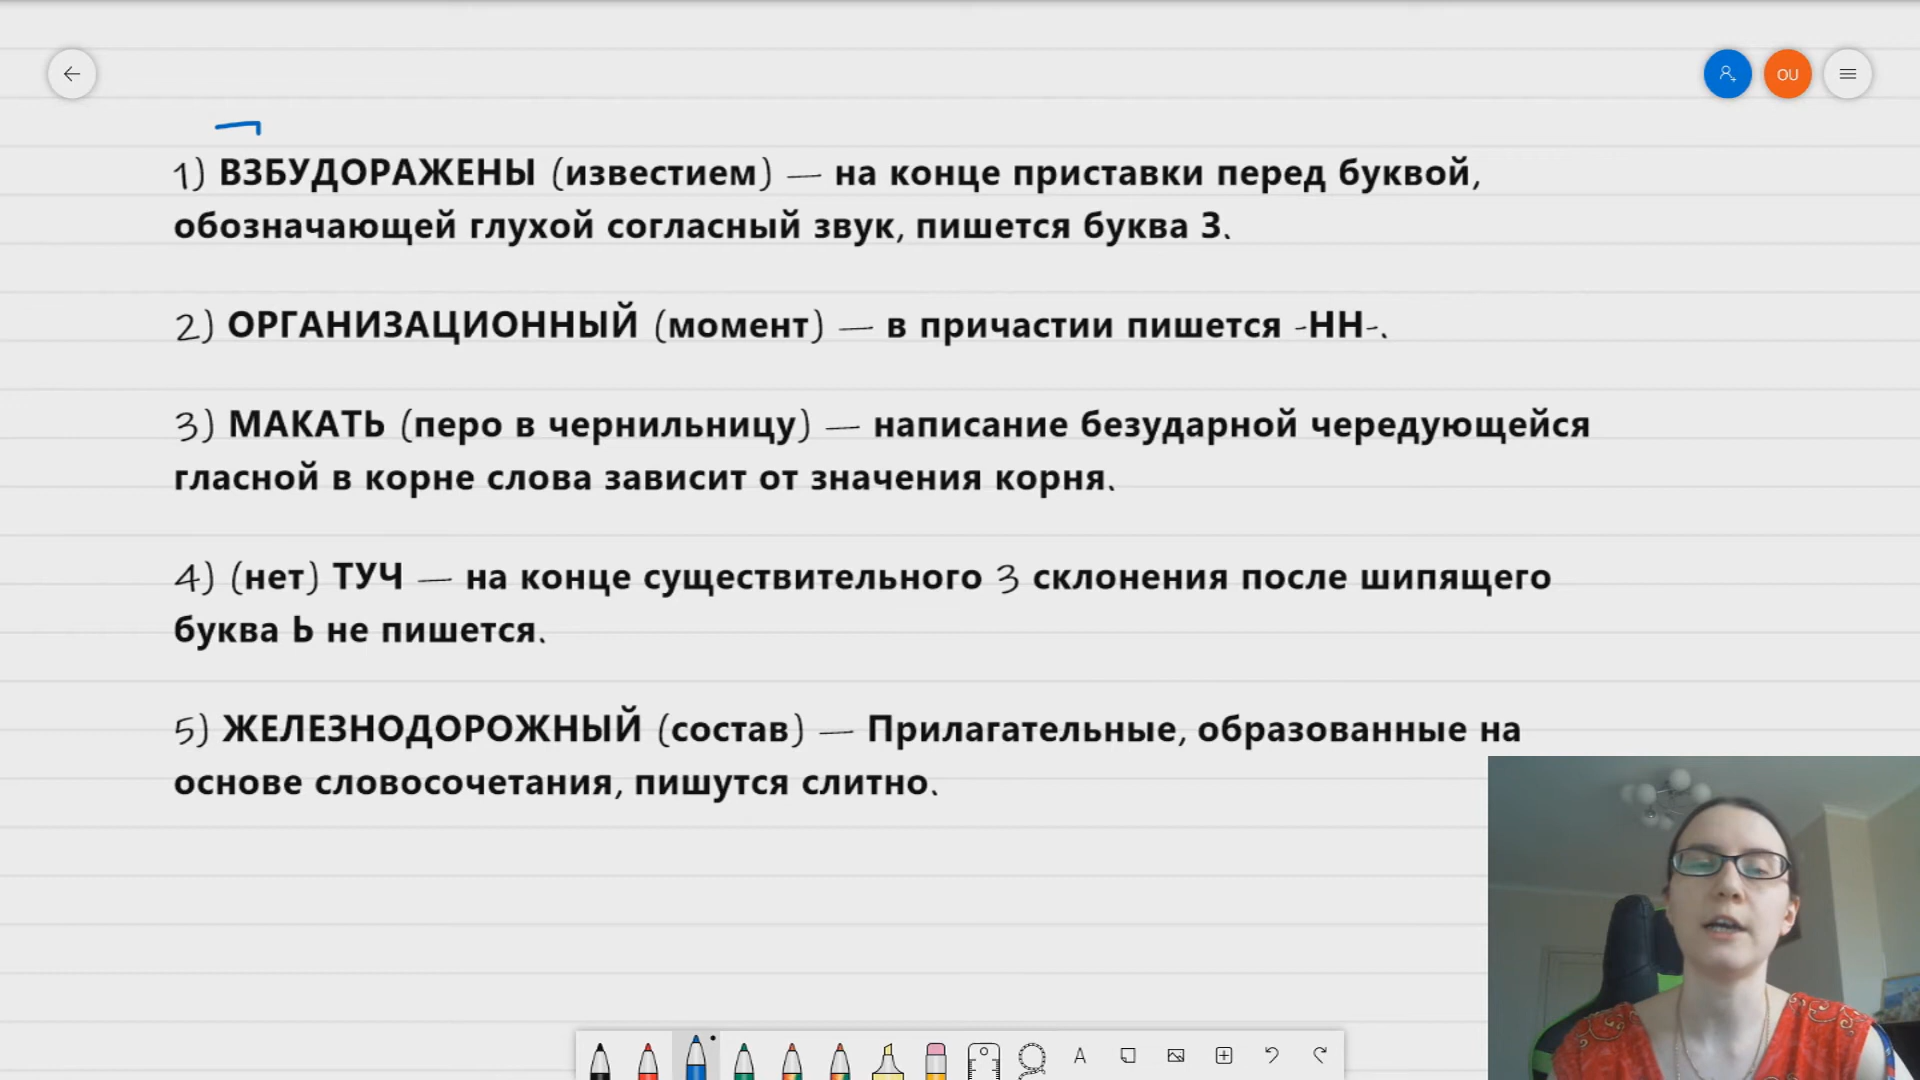 OU
1) ВЗБУДОРАЖЕНЫ (известием) — на конце приставки перед буквой,
обозначающей глухой согласный звук, пишется буква З.
2) ОРГАНИЗАЦИОННЫЙ (момент) — в причастии пишется -НН-.
3) МАКАТЬ (перо в чернильницу) — написание безударной чередующейся
гласной в корне слова зависит от значения корня.
4) (нет) ТУЧ — на конце существительного 3 склонения после шипящего
буква Ь не пишется.
5) ЖЕЛЕЗНОДОРОЖНЫЙ (состав) — Прилагательные, образованные на
основе словосочетания, пишутся слитно.
A